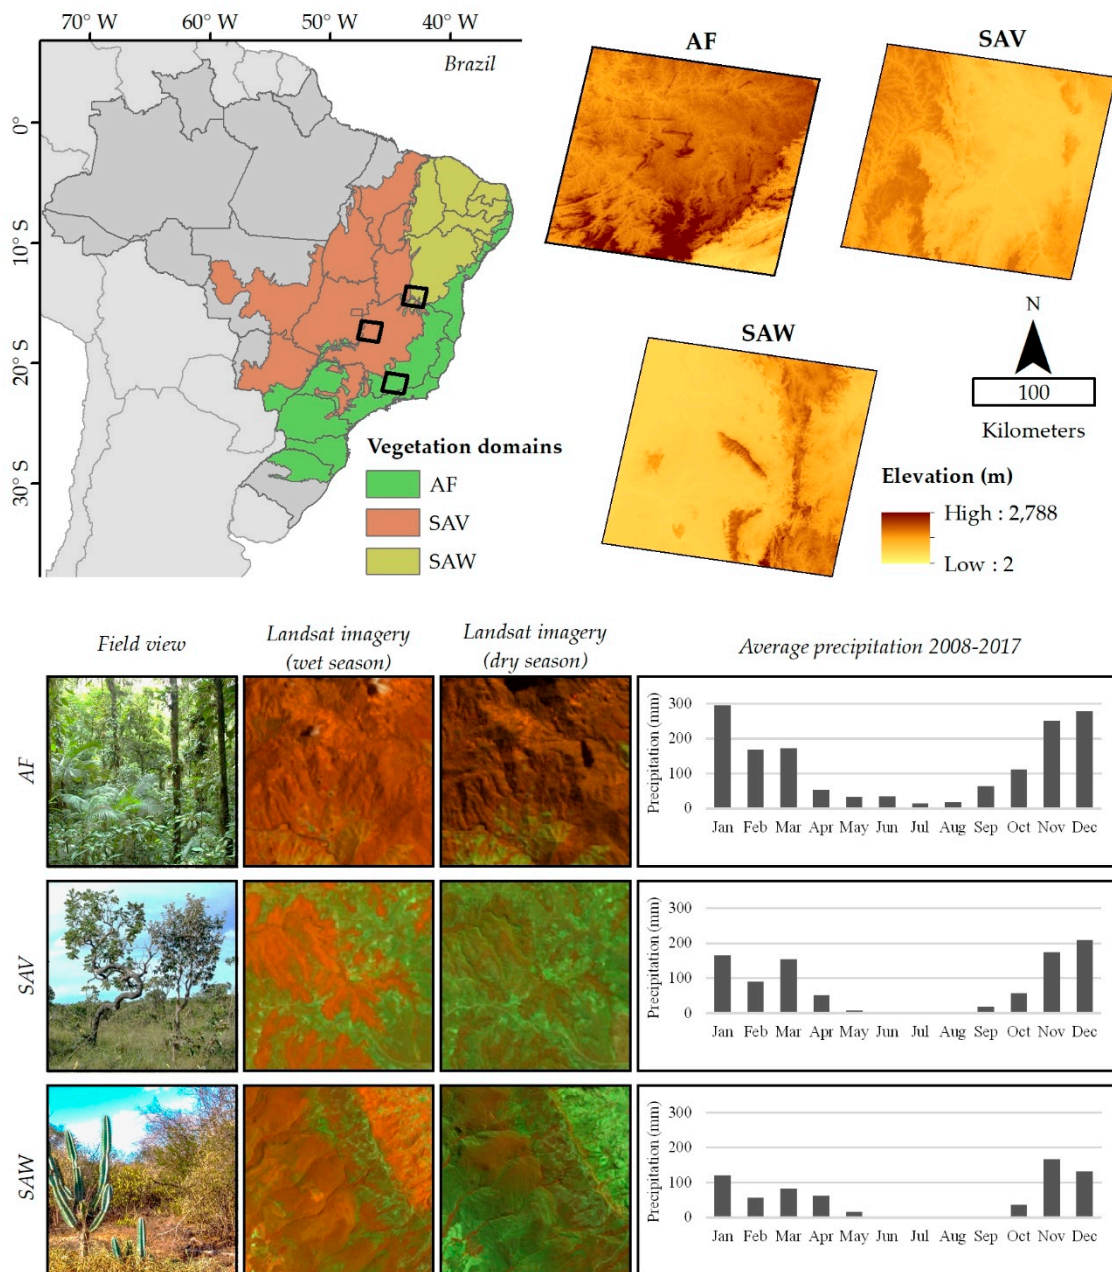 70° W 60° W 50° W 40° W
Brazil
0°
10° S
20° S
30° S
Vegetation domains
AF
SAV
SAW
AF
SAV
SAW
N
100
Kilometers
Elevation (m)
High : 2,788
Low : 2
Field view
Landsat imagery
(wet season)
Landsat imagery
(dry season)
Average precipitation 2008-2017
AF
Precipitation (mm)
300
200
100
0
Jan Feb Mar Apr May Jun Jul Aug Sep Oct Nov Dec
SAV
Precipitation (mm)
300
200
100
0
Jan Feb Mar Apr May Jun Jul Aug Sep Oct Nov Dec
SAW
Precipitation (mm)
300
200
100
0
Jan Feb Mar Apr May Jun Jul Aug Sep Oct Nov Dec